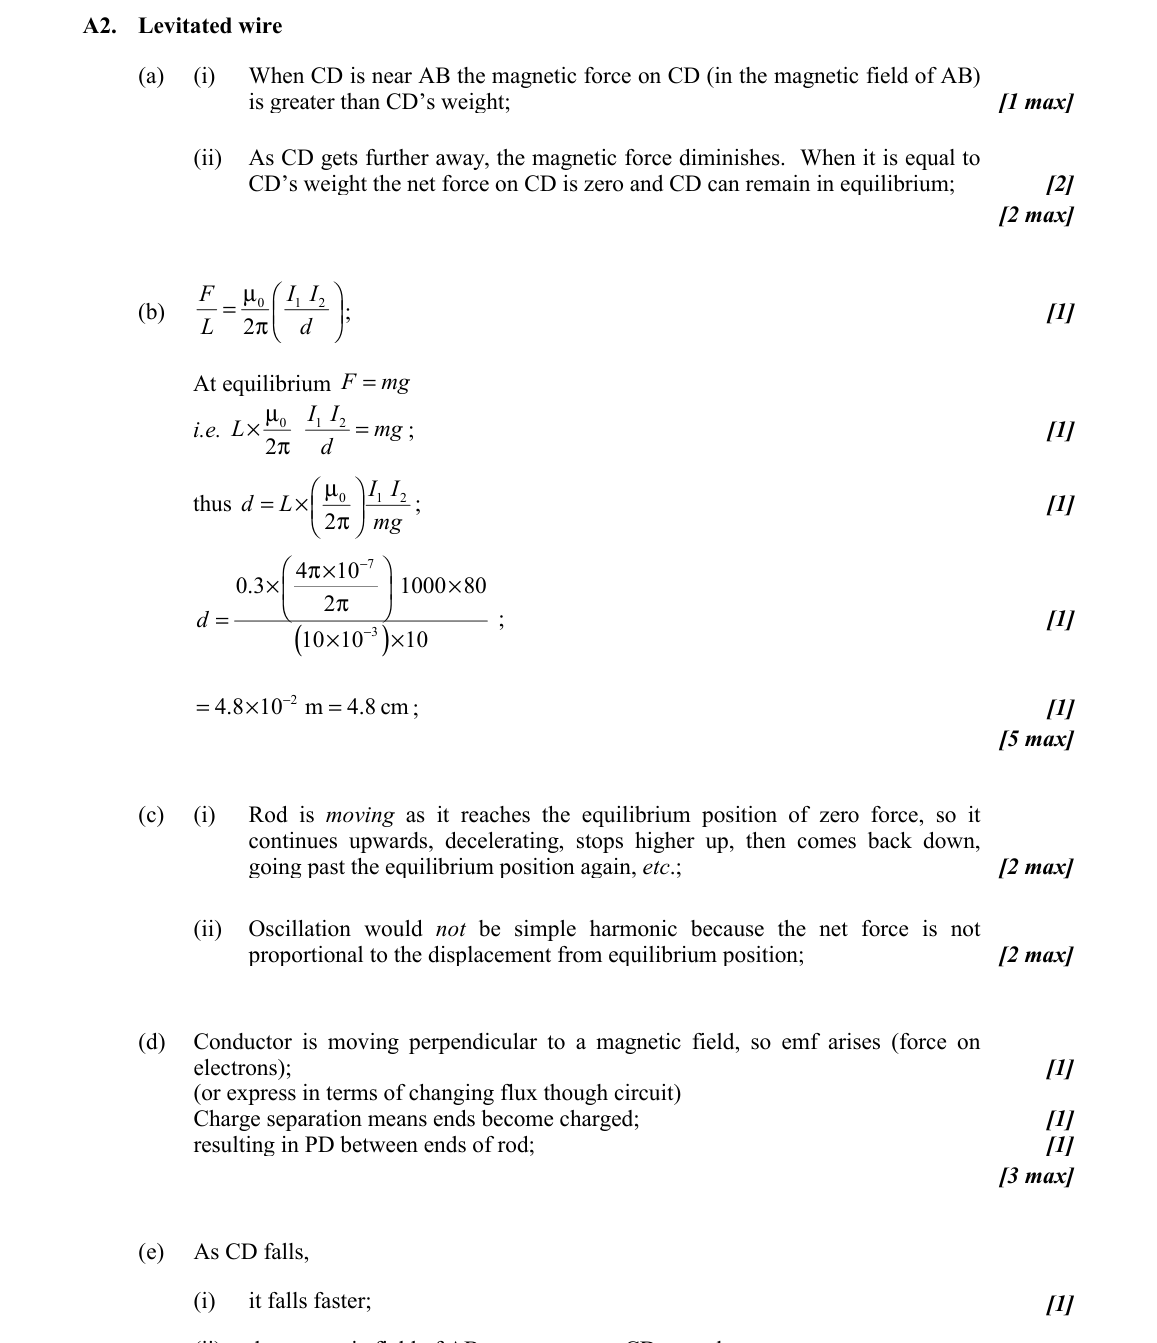 A2. Levitated wire
(a) (i) When CD is near AB the magnetic force on CD (in the magnetic field of AB)
is greater than CD's weight; [1 max]
(ii) As CD gets further away, the magnetic force diminishes. When it is equal to
CD's weight the net force on CD is zero and CD can remain in equilibrium; [2]
[2 max]
(b) F/L = μ₀/2π (I₁ I₂/d); [1]
At equilibrium F = mg
i.e. L × μ₀/2π I₁ I₂/d = mg ; [1]
thus d = L × (μ₀/2π) I₁ I₂/mg ; [1]
d = 0.3×(4π×10⁻⁷/2π) 1000×80 / (10×10⁻³)×10 ; [1]
= 4.8×10⁻² m = 4.8 cm ; [1]
[5 max]
(c) (i) Rod is moving as it reaches the equilibrium position of zero force, so it
continues upwards, decelerating, stops higher up, then comes back down,
going past the equilibrium position again, etc.; [2 max]
(ii) Oscillation would not be simple harmonic because the net force is not
proportional to the displacement from equilibrium position; [2 max]
(d) Conductor is moving perpendicular to a magnetic field, so emf arises (force on
electrons); [1]
(or express in terms of changing flux though circuit)
Charge separation means ends become charged; [1]
resulting in PD between ends of rod; [1]
[3 max]
(e) As CD falls,
(i) it falls faster; [1]